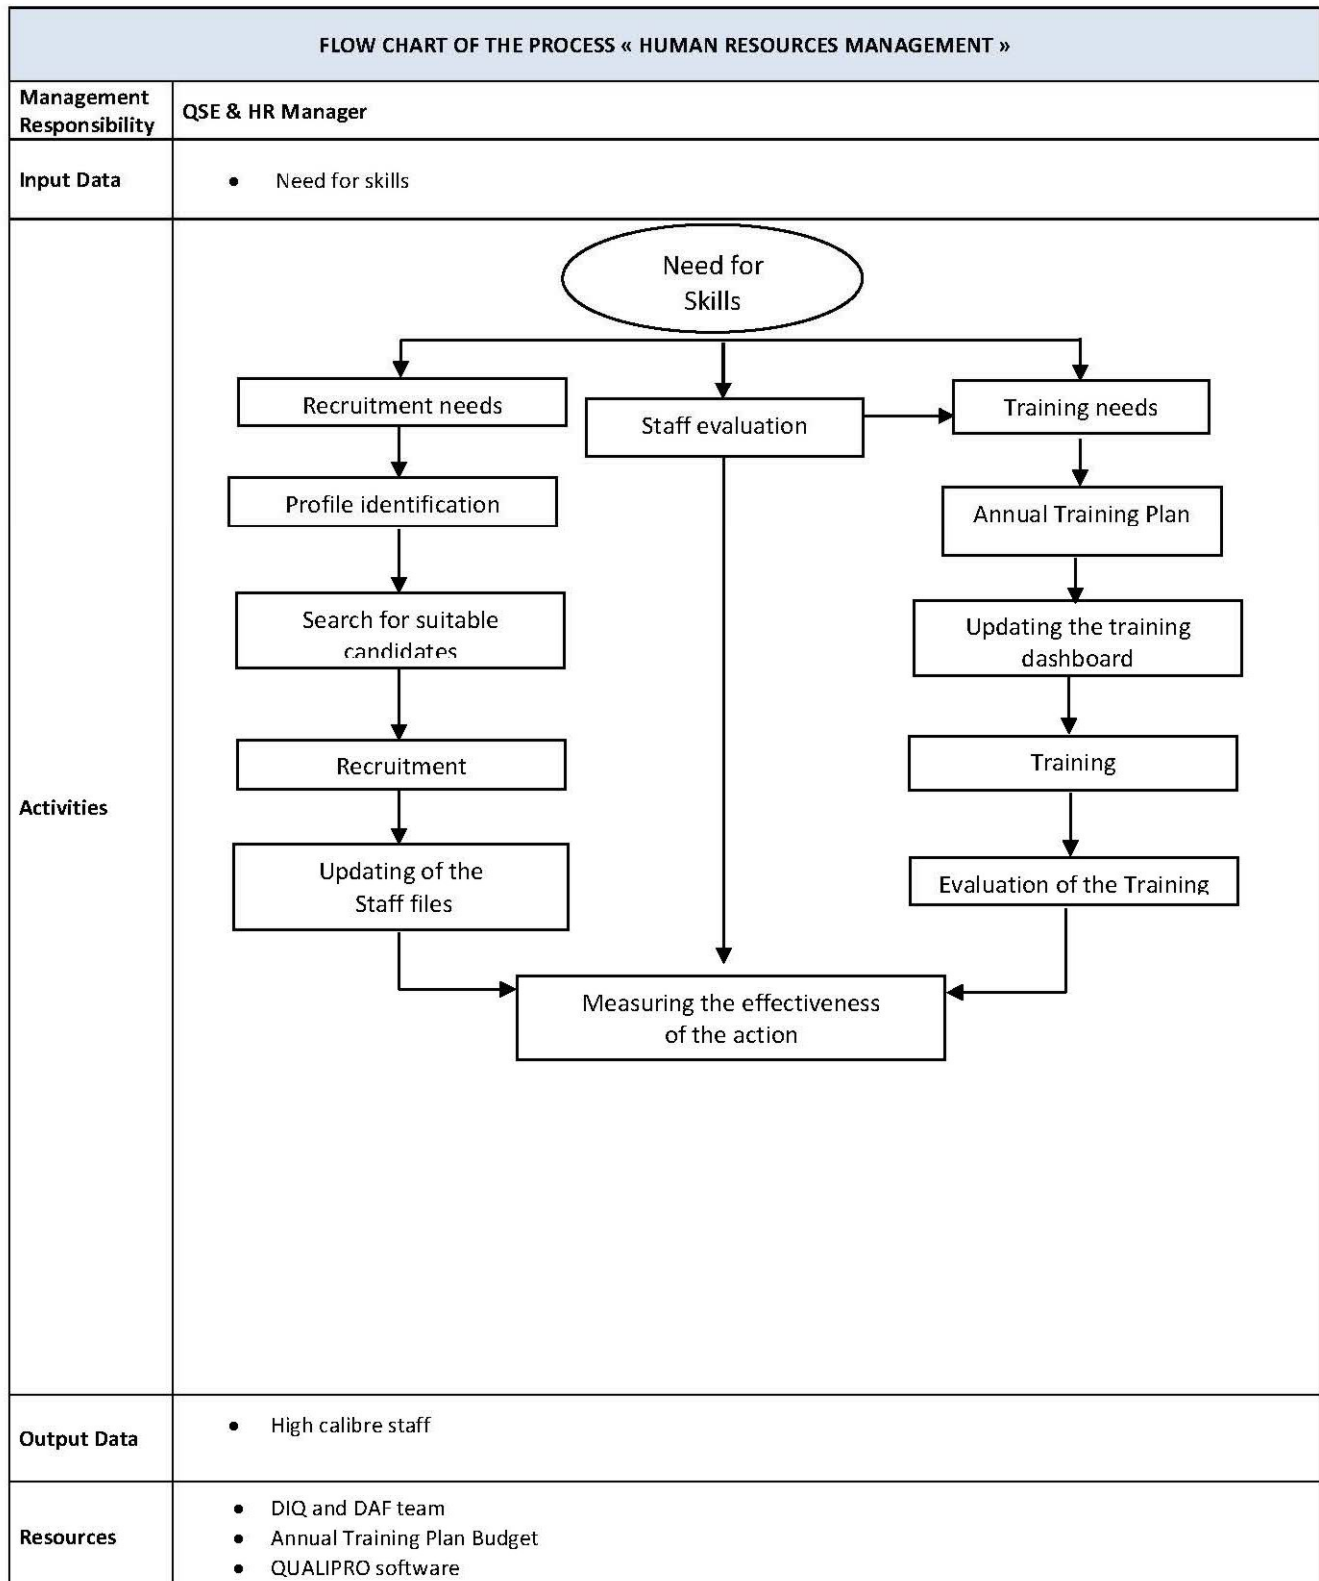 FLOW CHART OF THE PROCESS « HUMAN RESOURCES MANAGEMENT »
Management
Responsibility
QSE & HR Manager
Input Data
● Need for skills
Activities
Need for
Skills
Recruitment needs
Staff evaluation
Training needs
Profile identification
Annual Training Plan
Search for suitable
candidates
Updating the training
dashboard
Recruitment
Training
Updating of the
Staff files
Evaluation of the Training
Measuring the effectiveness
of the action
Output Data
● High calibre staff
Resources
● DIQ and DAF team
● Annual Training Plan Budget
● QUALIPRO software